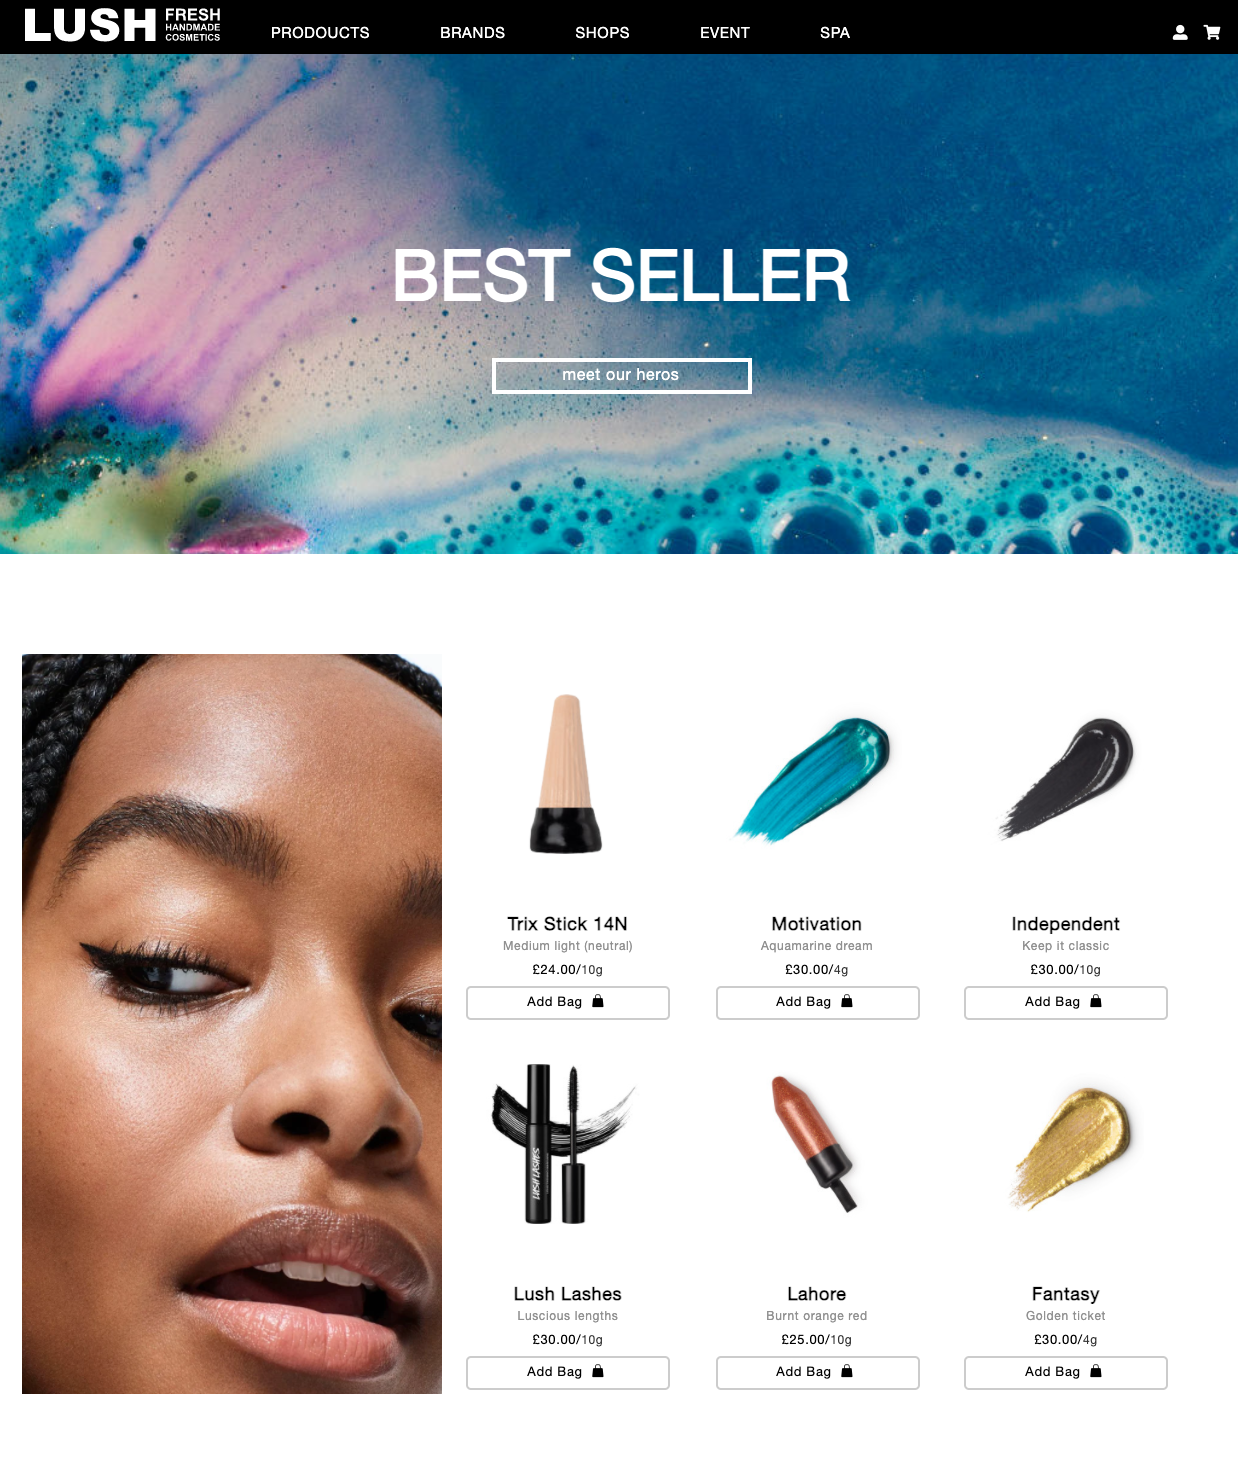 LUSH FRESH
HANDMADE
COSMETICS
PRODOUCTS BRANDS SHOPS EVENT SPA
BEST SELLER
meet our heros
Trix Stick 14N
Medium light (neutral)
£24.00/10g
Add Bag
Motivation
Aquamarine dream
£30.00/4g
Add Bag
Independent
Keep it classic
£30.00/10g
Add Bag
LUSH LASHES
Lush Lashes
Luscious lengths
£30.00/10g
Add Bag
Lahore
Burnt orange red
£25.00/10g
Add Bag
Fantasy
Golden ticket
£30.00/4g
Add Bag